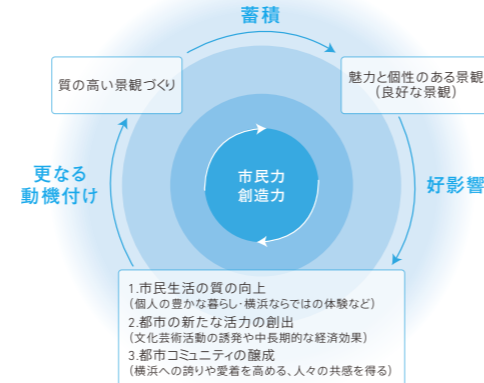 蓄積
質の高い景観づくり
魅力と個性のある景観
（良好な景観）
更なる
動機付け
市民力
創造力
好影響
1.市民生活の質の向上
（個人の豊かな暮らし・横浜ならではの体験など）
2.都市の新たな活力の創出
（文化芸術活動の誘発や中長期的な経済効果）
3.都市コミュニティの醸成
（横浜への誇りや愛着を高める、人々の共感を得る）